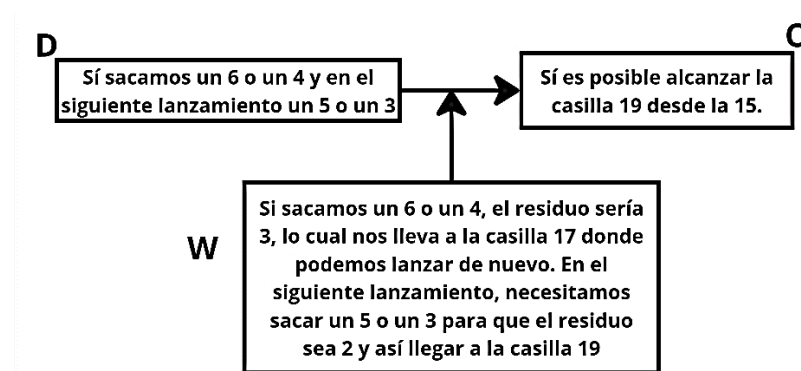 D
Sí sacamos un 6 o un 4 y en el
siguiente lanzamiento un 5 o un 3
C
Sí es posible alcanzar la
casilla 19 desde la 15.
W
Si sacamos un 6 o un 4, el residuo sería
3, lo cual nos lleva a la casilla 17 donde
podemos lanzar de nuevo. En el
siguiente lanzamiento, necesitamos
sacar un 5 o un 3 para que el residuo
sea 2 y así llegar a la casilla 19